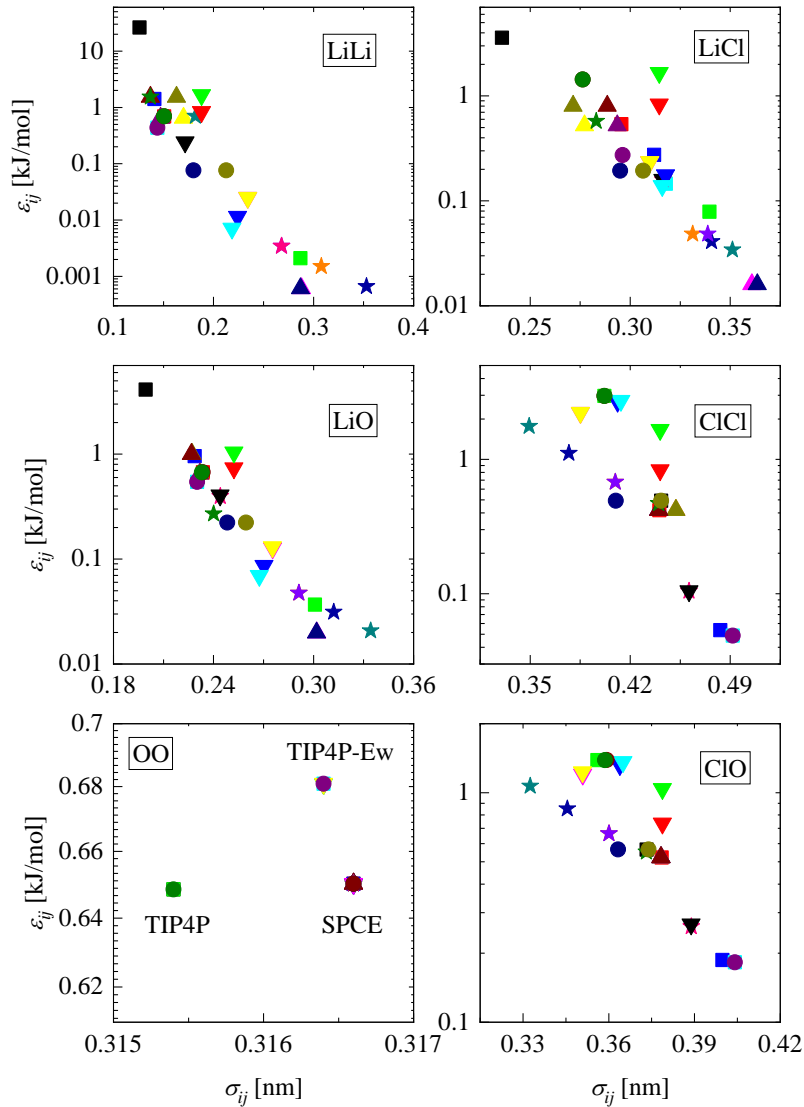 LiLi
LiCl
10
1
0.1
0.01
0.001
ε_ij [kJ/mol]
0.1 0.2 0.3 0.4
1
0.1
0.01
0.25 0.30 0.35
LiO
ClCl
1
0.1
0.01
ε_ij [kJ/mol]
0.18 0.24 0.30 0.36
1
0.1
0.35 0.42 0.49
OO
TIP4P-Ew
ClO
0.7
0.68
0.66
0.64
0.62
ε_ij [kJ/mol]
TIP4P
SPCE
0.315 0.316 0.317
σ_ij [nm]
1
0.1
0.33 0.36 0.39 0.42
σ_ij [nm]